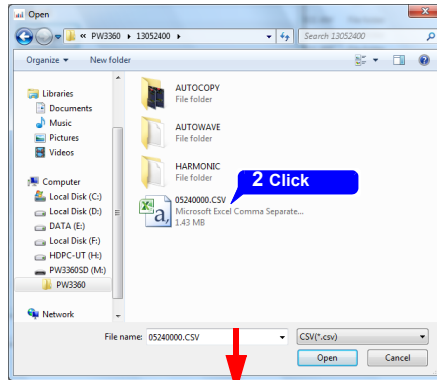 Open
« PW3360 ▸ 13052400 ▸
Search 13052400
Organize ▾ New folder
Libraries
Documents
Music
Pictures
Videos
Computer
Local Disk (C:)
Local Disk (D:)
DATA (E:)
Local Disk (F:)
HDPC-UT (H:)
PW3360SD (M:)
PW3360
Network
AUTOCOPY
File folder
AUTOWAVE
File folder
HARMONIC
File folder
05240000.CSV
Microsoft Excel Comma Separate...
1.43 MB
2 Click
File name: 05240000.CSV
CSV(*.csv)
Open
Cancel